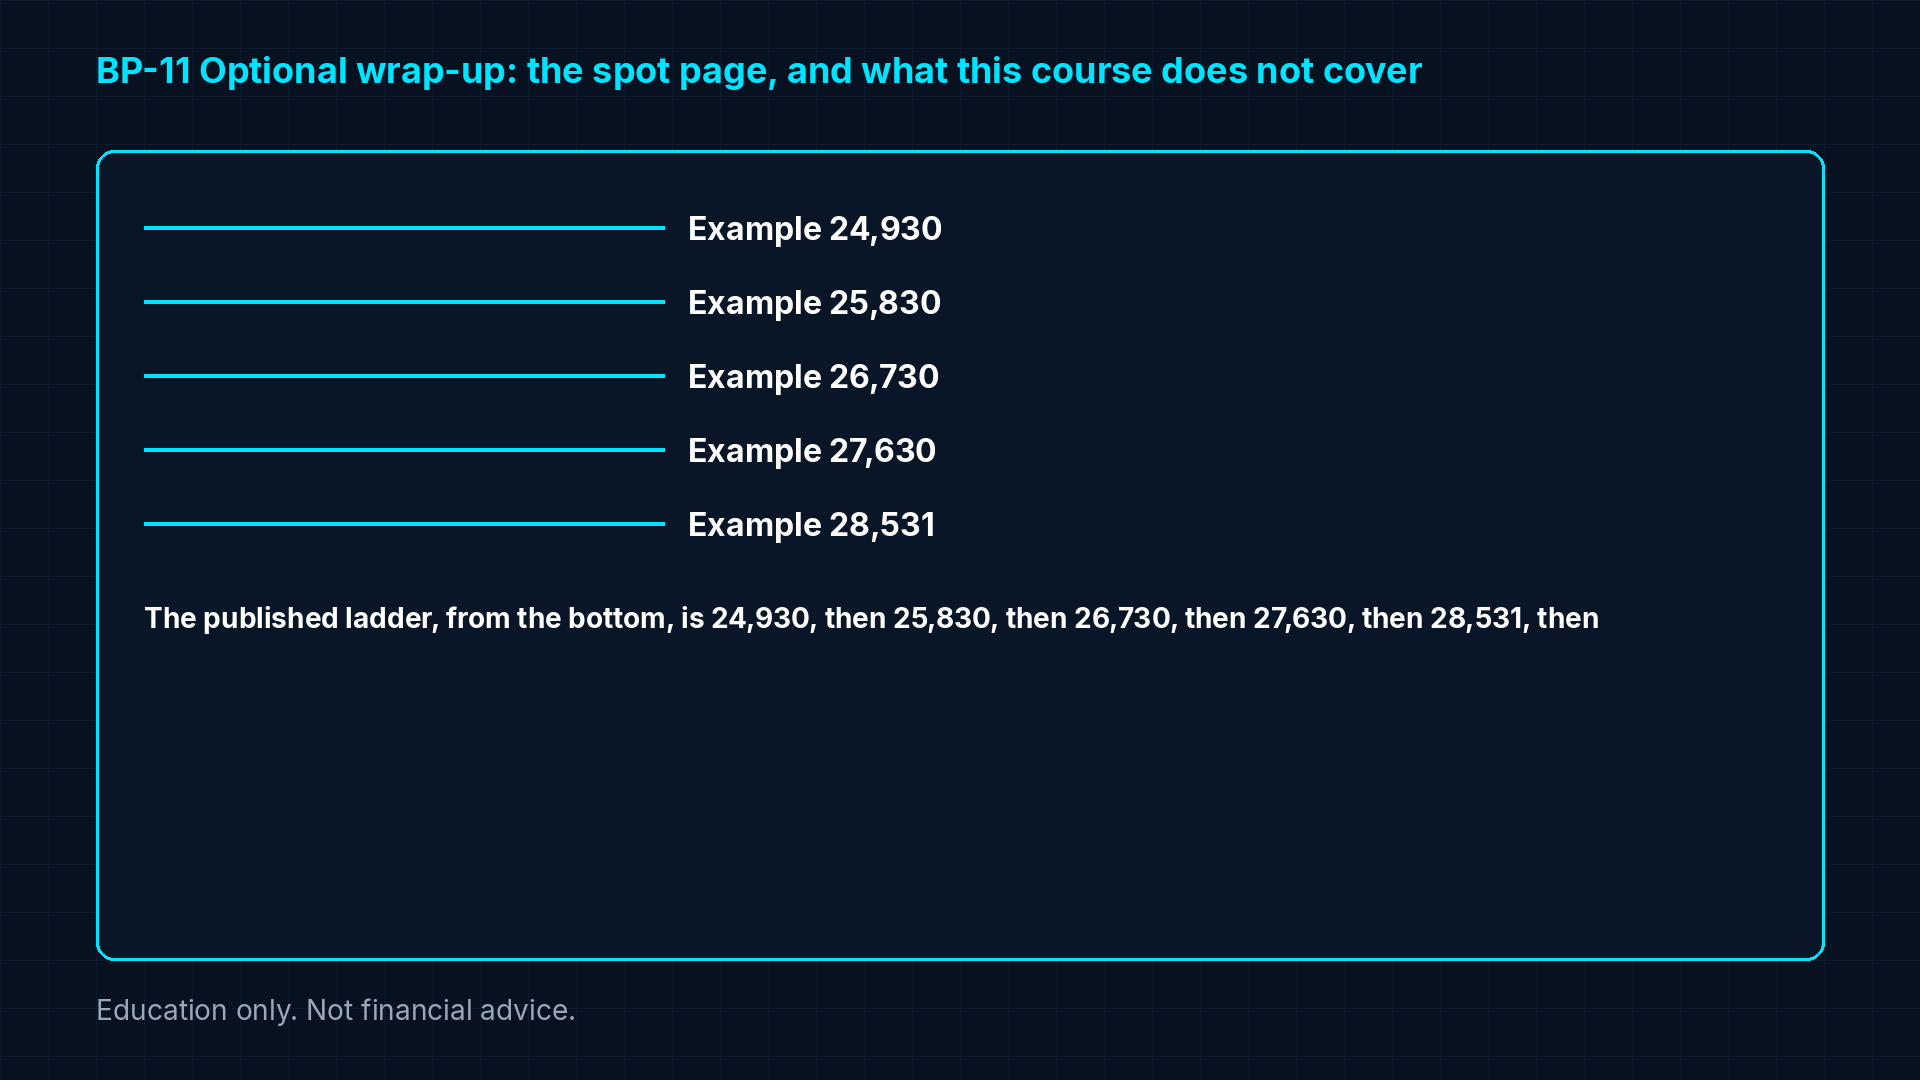 BP-11 Optional wrap-up: the spot page, and what this course does not cover
Example 24,930
Example 25,830
Example 26,730
Example 27,630
Example 28,531
The published ladder, from the bottom, is 24,930, then 25,830, then 26,730, then 27,630, then 28,531, then
Education only. Not financial advice.